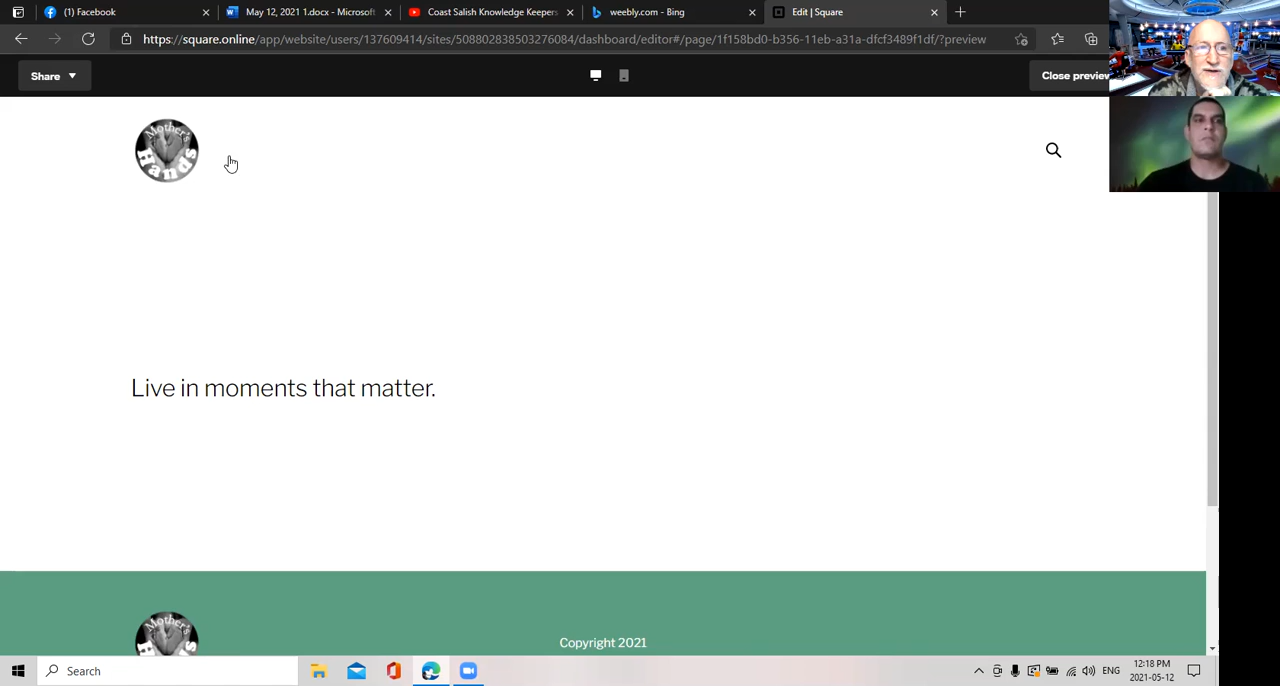 (1) Facebook
May 12, 2021 1.docx - Microsoft
Coast Salish Knowledge Keepers
weebly.com - Bing
Edit | Square
https://square.online/app/website/users/137609414/sites/508802838503276084/dashboard/editor#/page/1f158bd0-b356-11eb-a31a-dfcf3489f1df/?preview
Share
Close preview
Mother's
Hands
Live in moments that matter.
Mother's
Copyright 2021
Search
ENG
12:18 PM
2021-05-12